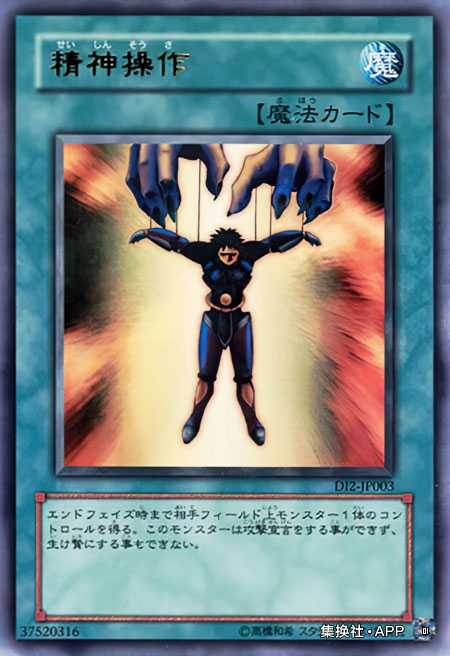 せい しん そう さ
精神操作
魔
ま ほう
【魔法カード】
DI2-JP003
エンドフェイズ時まで相手フィールド上モンスター1体のコン
トロールを得る。このモンスターは攻撃宣言をする事ができず、
生け贄にする事もできない。
37520316
©高橋和希 スタ
集換社・APP